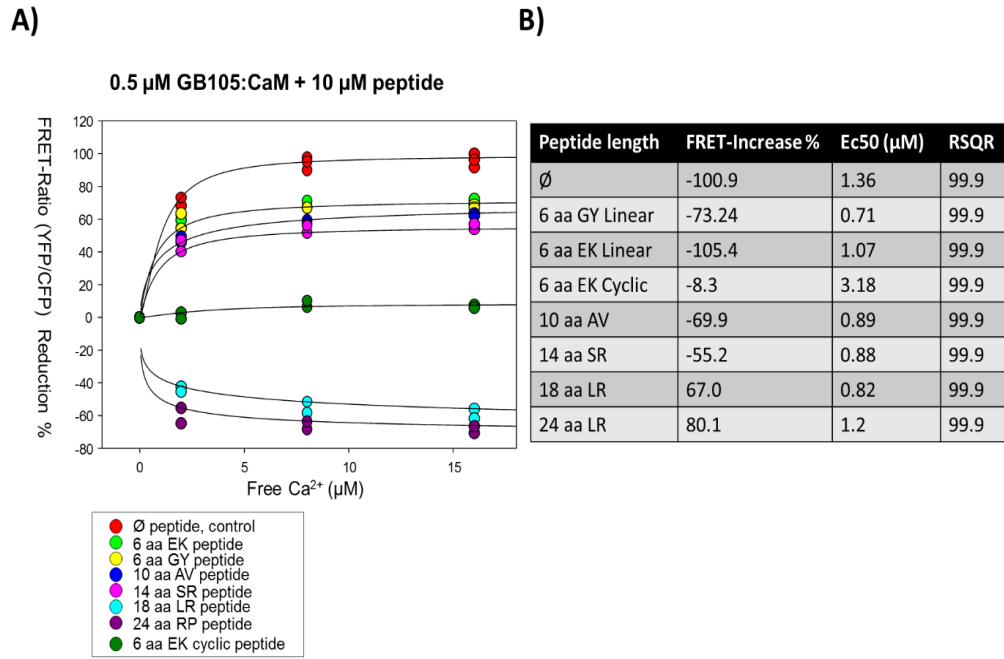 A)
0.5 µM GB105:CaM + 10 µM peptide
FRET-Ratio (YFP/CFP) Reduction %
120
100
80
60
40
20
0
-20
-40
-60
-80
0 5 10 15
Free Ca²⁺ (µM)
Ø peptide, control
6 aa EK peptide
6 aa GY peptide
10 aa AV peptide
14 aa SR peptide
18 aa LR peptide
24 aa RP peptide
6 aa EK cyclic peptide
B)
Peptide length FRET-Increase % Ec50 (µM) RSQR
Ø -100.9 1.36 99.9
6 aa GY Linear -73.24 0.71 99.9
6 aa EK Linear -105.4 1.07 99.9
6 aa EK Cyclic -8.3 3.18 99.9
10 aa AV -69.9 0.89 99.9
14 aa SR -55.2 0.88 99.9
18 aa LR 67.0 0.82 99.9
24 aa LR 80.1 1.2 99.9